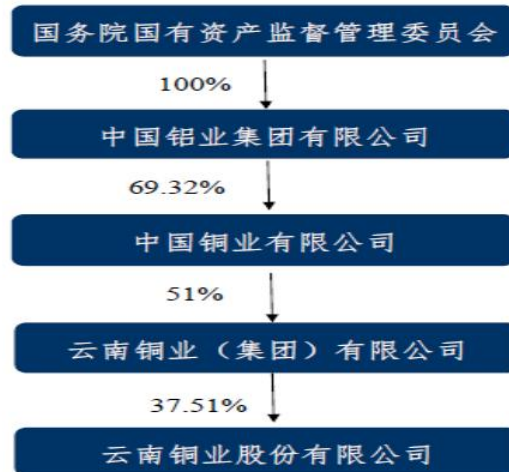 国务院国有资产监督管理委员会
100%
中国铝业集团有限公司
69.32%
中国铜业有限公司
51%
云南铜业（集团）有限公司
37.51%
云南铜业股份有限公司